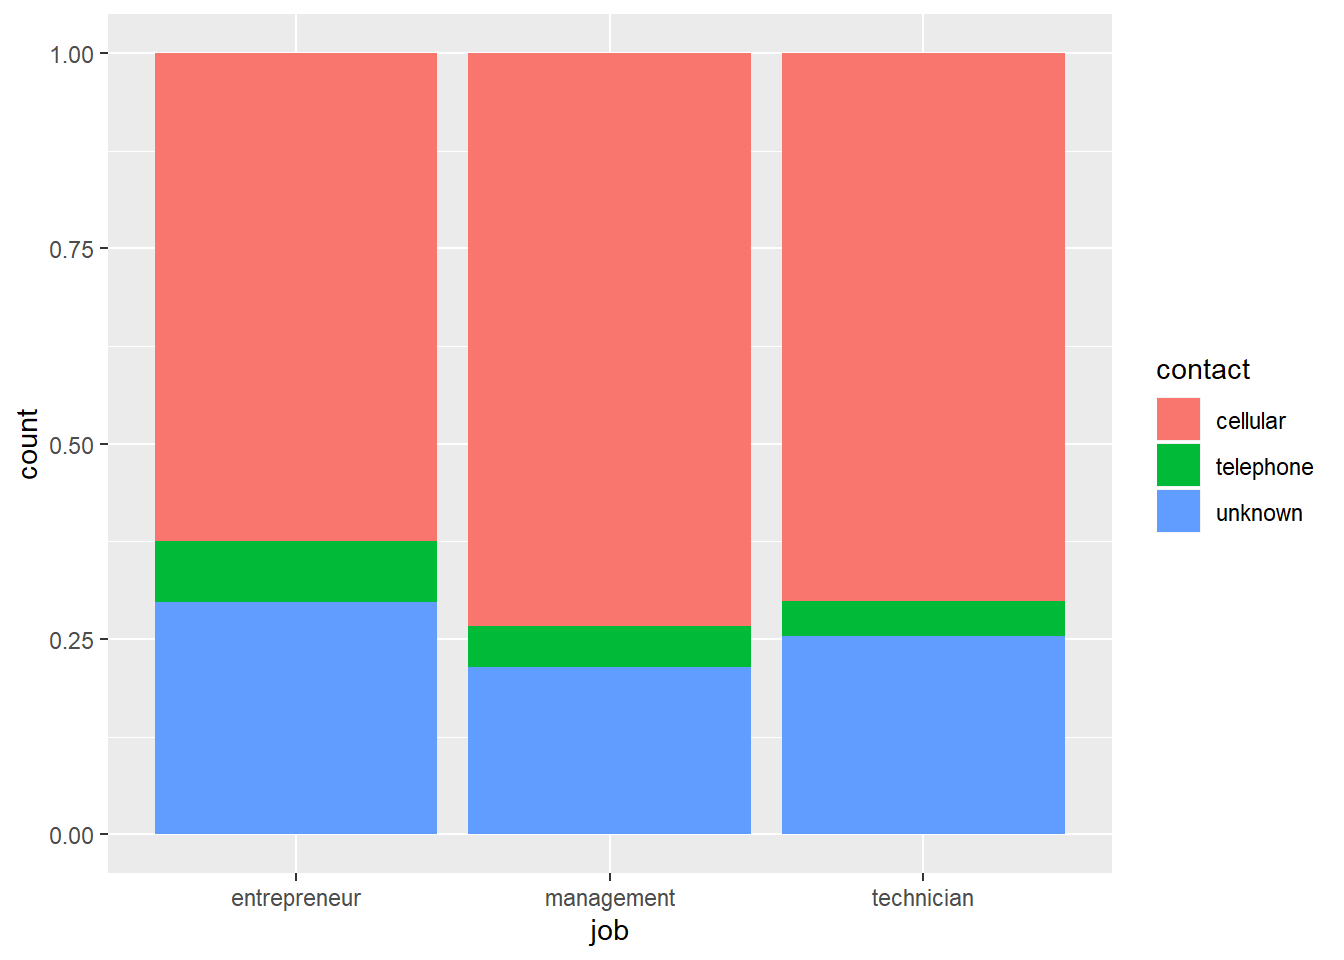 1.00
0.75
0.50
0.25
0.00
count
entrepreneur management technician
job
contact
cellular
telephone
unknown